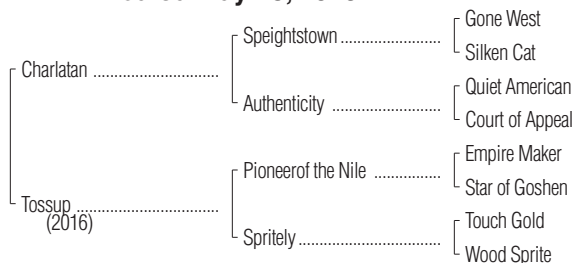 Charlatan
Tossup
(2016)
Speightstown
Authenticity
Pioneerof the Nile
Spritely
Gone West
Silken Cat
Quiet American
Court of Appeal
Empire Maker
Star of Goshen
Touch Gold
Wood Sprite